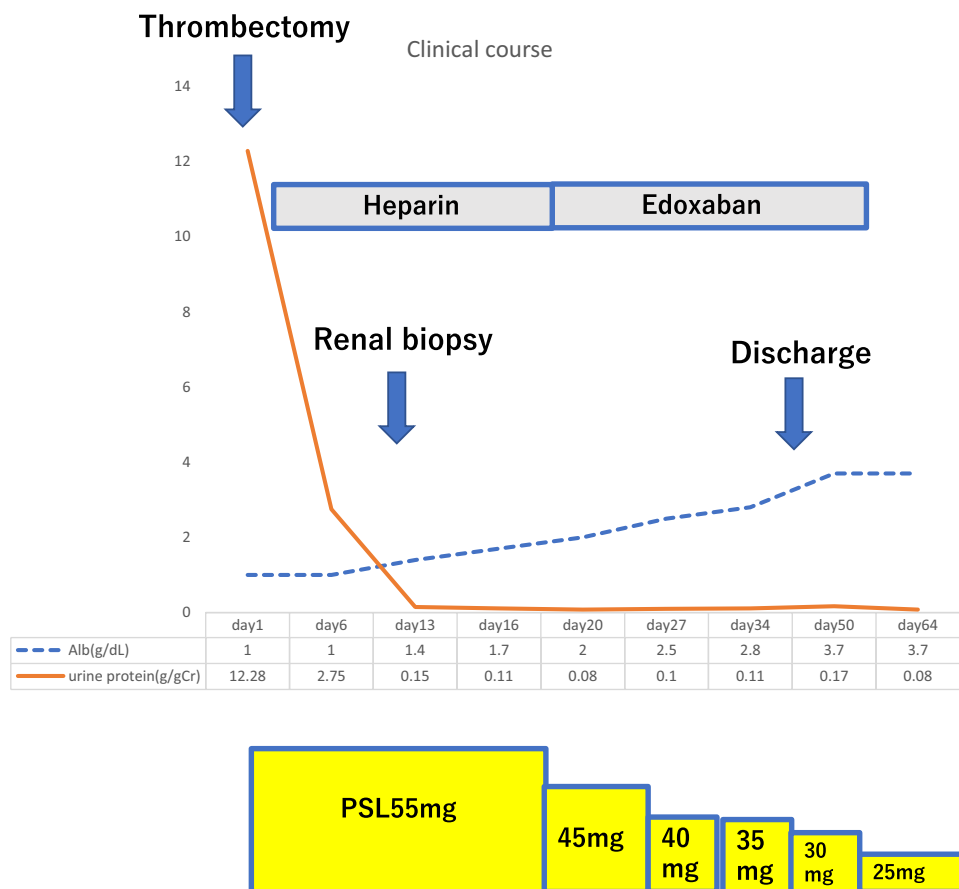 Thrombectomy
Clinical course
14
12
Heparin Edoxaban
10
8
Renal biopsy
Discharge
6
4
2
0
day1 day6 day13 day16 day20 day27 day34 day50 day64
Alb(g/dL) 1 1 1.4 1.7 2 2.5 2.8 3.7 3.7
urine protein(g/gCr) 12.28 2.75 0.15 0.11 0.08 0.1 0.11 0.17 0.08
PSL55mg
45mg
40
mg
35
mg
30
mg
25mg